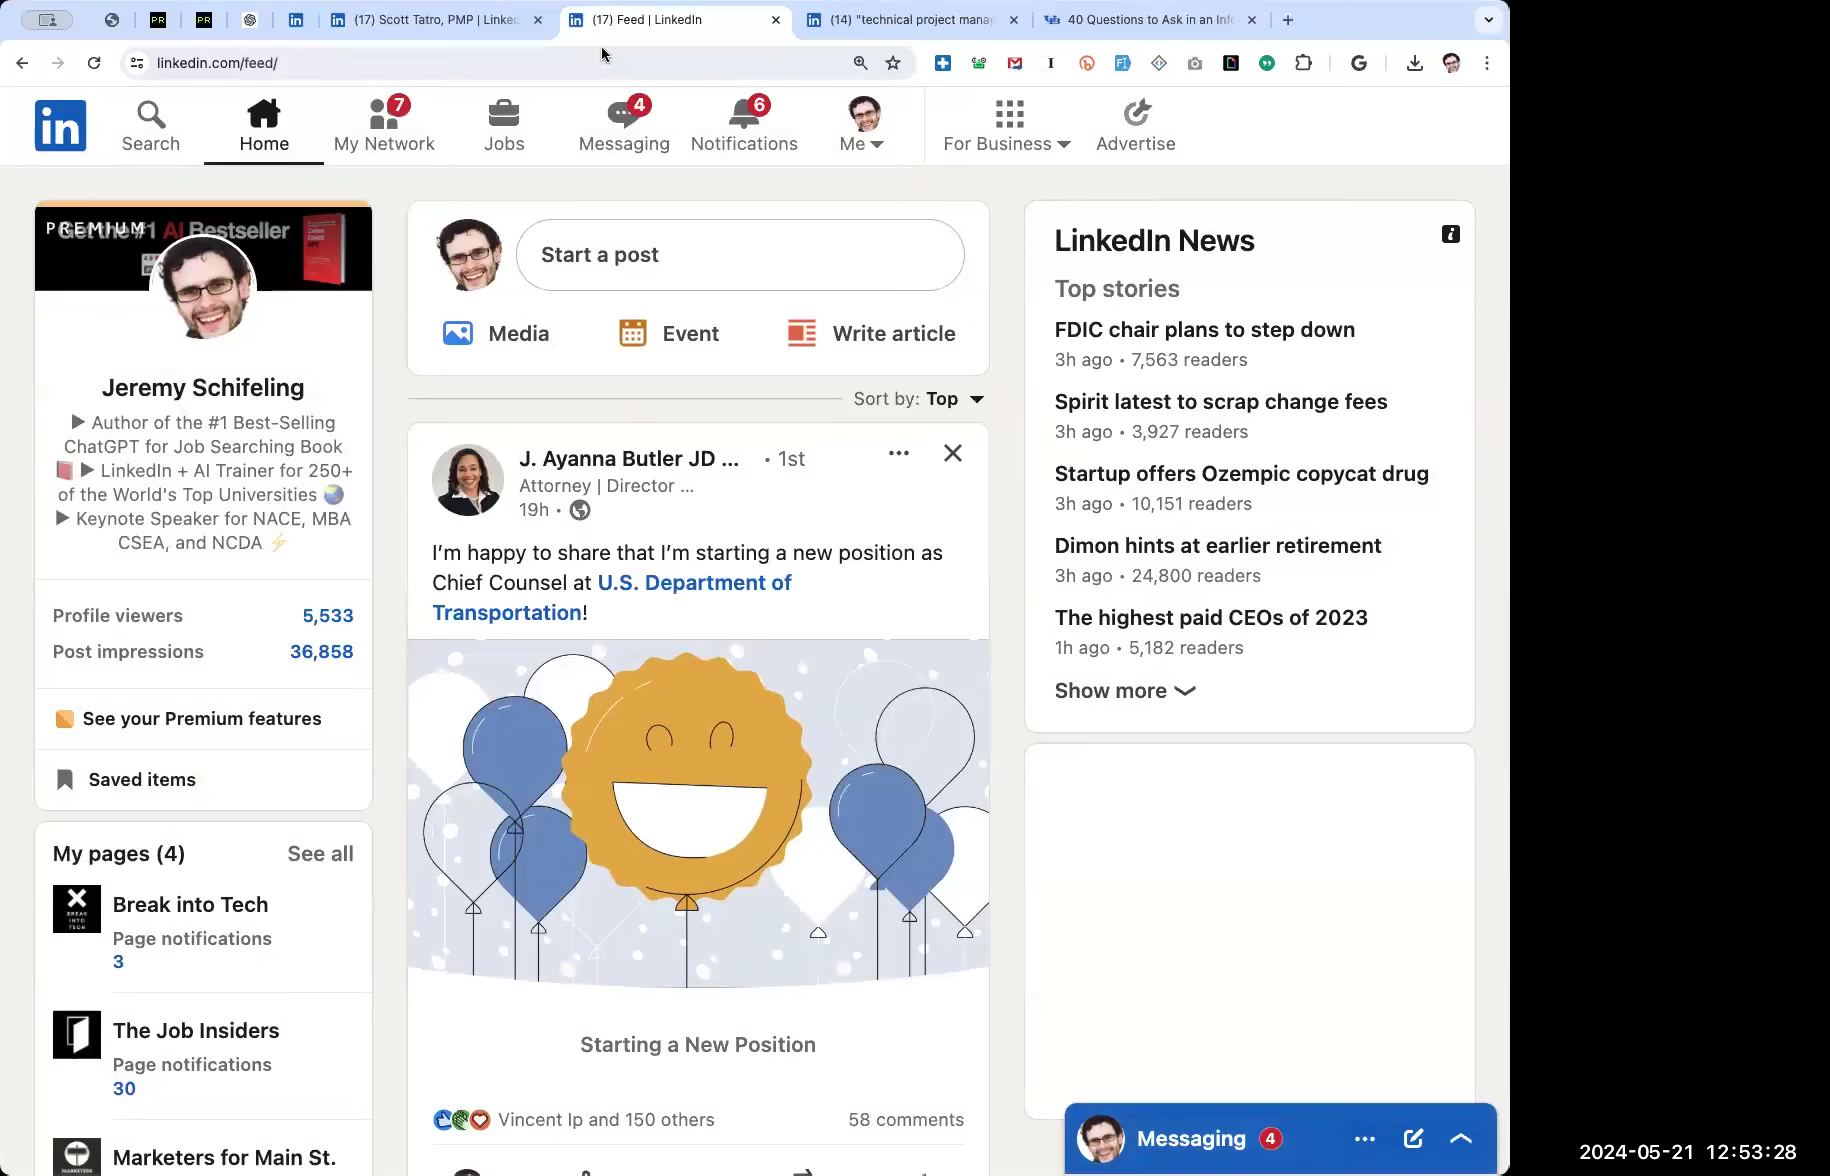 (17) Scott Tatro, PMP | Linked
(17) Feed | LinkedIn
(14) "technical project mana
40 Questions to Ask in an Inf
linkedin.com/feed/
in
Search
Home
7
My Network
Jobs
4
Messaging
6
Notifications
Me
For Business
Advertise
PREMIUM
Get the #1 AI Bestseller
Jeremy Schifeling
▶ Author of the #1 Best-Selling
ChatGPT for Job Searching Book
📕 ▶ LinkedIn + AI Trainer for 250+
of the World's Top Universities 🌎
▶ Keynote Speaker for NACE, MBA
CSEA, and NCDA ⚡
Profile viewers 5,533
Post impressions 36,858
See your Premium features
Saved items
My pages (4) See all
Break into Tech
Page notifications
3
The Job Insiders
Page notifications
30
Marketers for Main St.
Start a post
Media
Event
Write article
Sort by: Top
J. Ayanna Butler JD ... • 1st
Attorney | Director ...
19h •
I'm happy to share that I'm starting a new position as
Chief Counsel at U.S. Department of
Transportation!
Starting a New Position
Vincent Ip and 150 others 58 comments
LinkedIn News
Top stories
FDIC chair plans to step down
3h ago • 7,563 readers
Spirit latest to scrap change fees
3h ago • 3,927 readers
Startup offers Ozempic copycat drug
3h ago • 10,151 readers
Dimon hints at earlier retirement
3h ago • 24,800 readers
The highest paid CEOs of 2023
1h ago • 5,182 readers
Show more
Messaging 4
2024-05-21 12:53:28